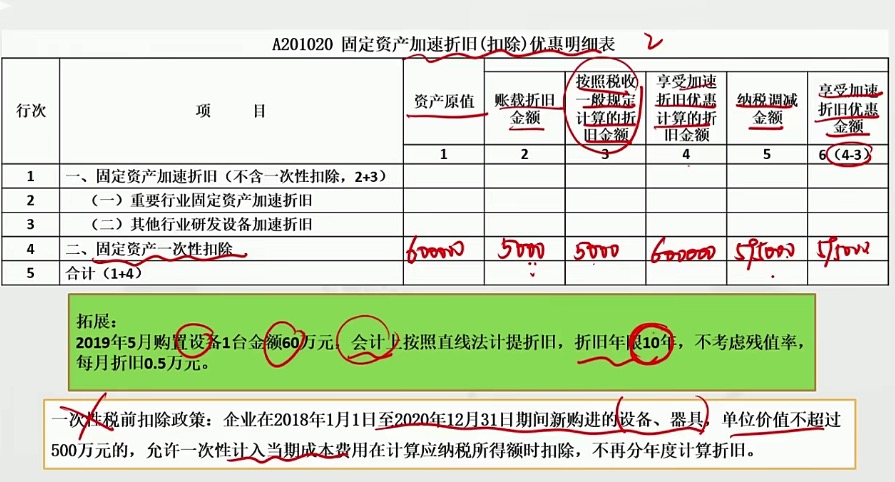 A201020 固定资产加速折旧(扣除)优惠明细表 2
行次 项 目 资产原值 账载折旧金额 按照税收一般规定计算的折旧金额 享受加速折旧优惠计算的折旧金额 纳税调减金额 享受加速折旧优惠金额
1 2 3 4 5 6（4-3）
1 一、固定资产加速折旧（不含一次性扣除，2+3）
2 （一）重要行业固定资产加速折旧
3 （二）其他行业研发设备加速折旧
4 二、固定资产一次性扣除 600000 5000 5000 600000 595000 595000
5 合计（1+4）
拓展：
2019年5月购置设备1台金额60万元，会计上按照直线法计提折旧，折旧年限10年，不考虑残值率，
每月折旧0.5万元。
一次性税前扣除政策：企业在2018年1月1日至2020年12月31日期间新购进的设备、器具，单位价值不超过
500万元的，允许一次性计入当期成本费用在计算应纳税所得额时扣除，不再分年度计算折旧。